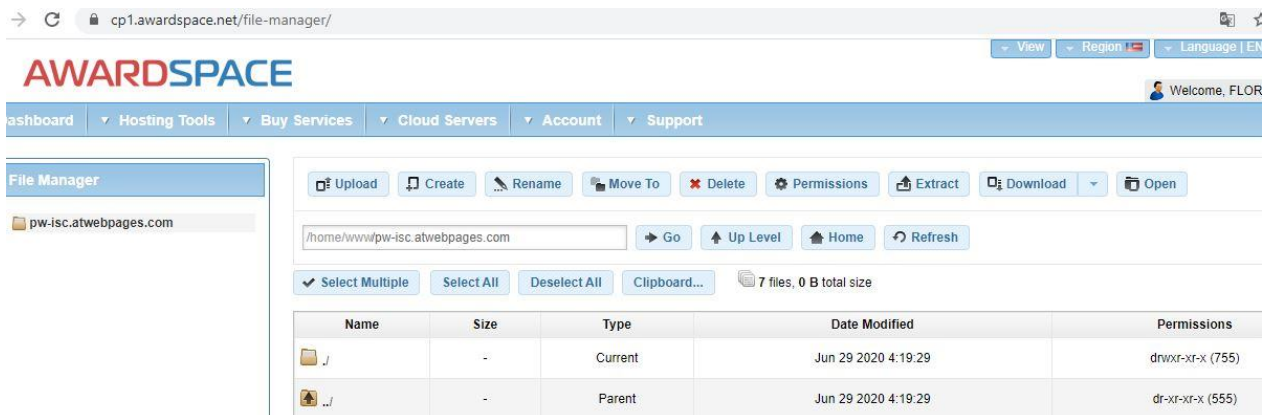 cp1.awardspace.net/file-manager/
View Region Language | EN
AWARDSPACE
Welcome, FLOR
ashboard Hosting Tools Buy Services Cloud Servers Account Support
File Manager
Upload Create Rename Move To Delete Permissions Extract Download Open
pw-isc.atwebpages.com
/home/www/pw-isc.atwebpages.com Go Up Level Home Refresh
Select Multiple Select All Deselect All Clipboard... 7 files, 0 B total size
Name Size Type Date Modified Permissions
./ - Current Jun 29 2020 4:19:29 drwxr-xr-x (755)
../ - Parent Jun 29 2020 4:19:29 dr-xr-xr-x (555)